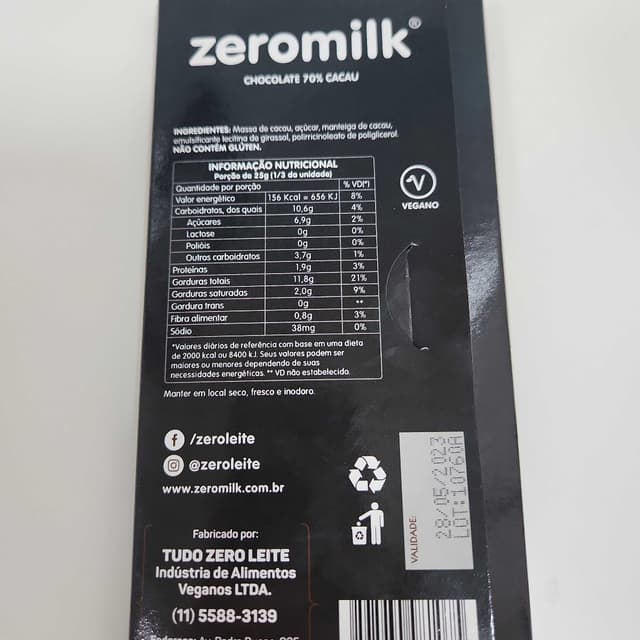 zeromilk®
CHOCOLATE 70% CACAU
INGREDIENTES: Massa de cacau, açúcar, manteiga de cacau,
emulsificante lecitina de girassol, polirricinoleato de poliglicerol.
NÃO CONTÉM GLÚTEN.
INFORMAÇÃO NUTRICIONAL
Porção de 25g (1/3 da unidade)
Quantidade por porção % VD(*)
Valor energético 156 Kcal = 656 KJ 8%
Carboidratos, dos quais 10,6g 4%
Açúcares 6,9g 2%
Lactose 0g 0%
Polióis 0g 0%
Outros carboidratos 3,7g 1%
Proteínas 1,9g 3%
Gorduras totais 11,8g 21%
Gorduras saturadas 2,0g 9%
Gordura trans 0g **
Fibra alimentar 0,8g 3%
Sódio 38mg 0%
*Valores diários de referência com base em uma dieta
de 2000 kcal ou 8400 kJ. Seus valores podem ser
maiores ou menores dependendo de suas
necessidades energéticas. ** VD não estabelecido.
Manter em local seco, fresco e inodoro.
V
VEGANO
f /zeroleite
@zeroleite
www.zeromilk.com.br
Fabricado por:
TUDO ZERO LEITE
Indústria de Alimentos
Veganos LTDA.
(11) 5588-3139
VALIDADE:
28/05/2023
LOT:10760A